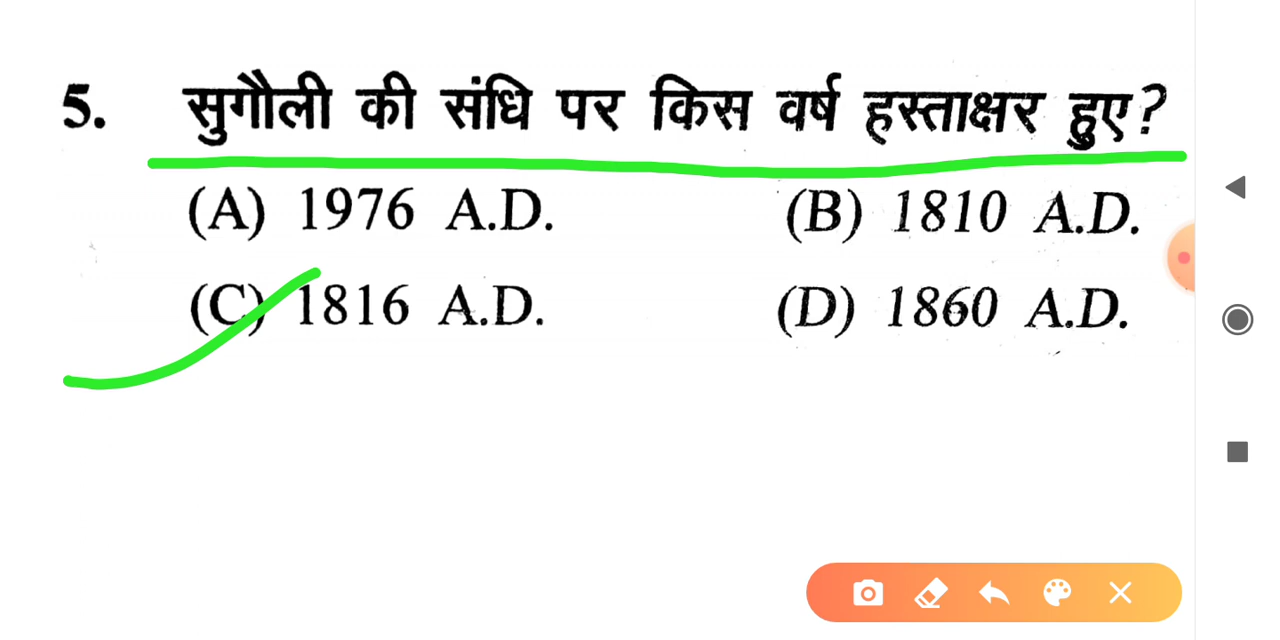 5. सुगौली की संधि पर किस वर्ष हस्ताक्षर हुए?
(A) 1976 A.D. (B) 1810 A.D.
(C) 1816 A.D. (D) 1860 A.D.